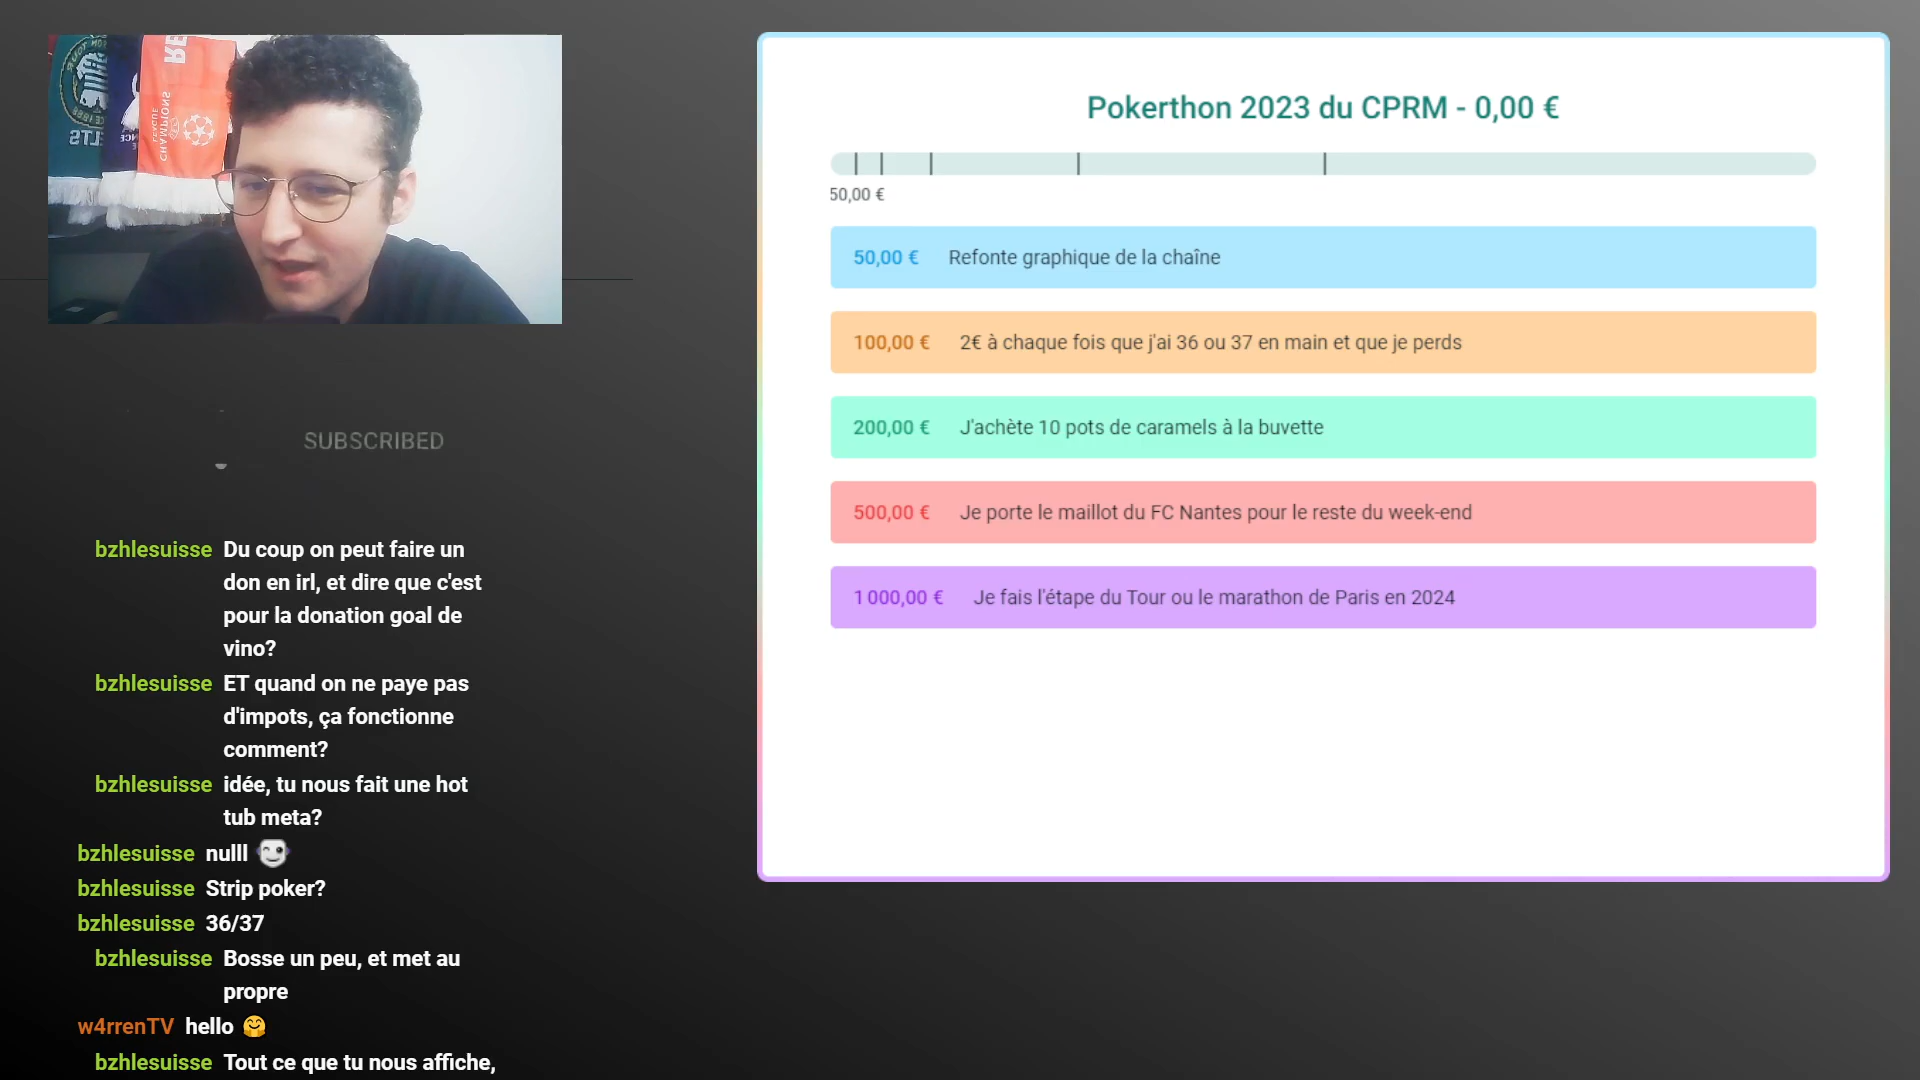 SUBSCRIBED
bzhlesuisse Du coup on peut faire un
don en irl, et dire que c'est
pour la donation goal de
vino?
bzhlesuisse ET quand on ne paye pas
d'impots, ça fonctionne
comment?
bzhlesuisse idée, tu nous fait une hot
tub meta?
bzhlesuisse nulll
bzhlesuisse Strip poker?
bzhlesuisse 36/37
bzhlesuisse Bosse un peu, et met au
propre
w4rrenTV hello 🤗
bzhlesuisse Tout ce que tu nous affiche,
Pokerthon 2023 du CPRM - 0,00 €
50,00 €
50,00 € Refonte graphique de la chaîne
100,00 € 2€ à chaque fois que j'ai 36 ou 37 en main et que je perds
200,00 € J'achète 10 pots de caramels à la buvette
500,00 € Je porte le maillot du FC Nantes pour le reste du week-end
1 000,00 € Je fais l'étape du Tour ou le marathon de Paris en 2024